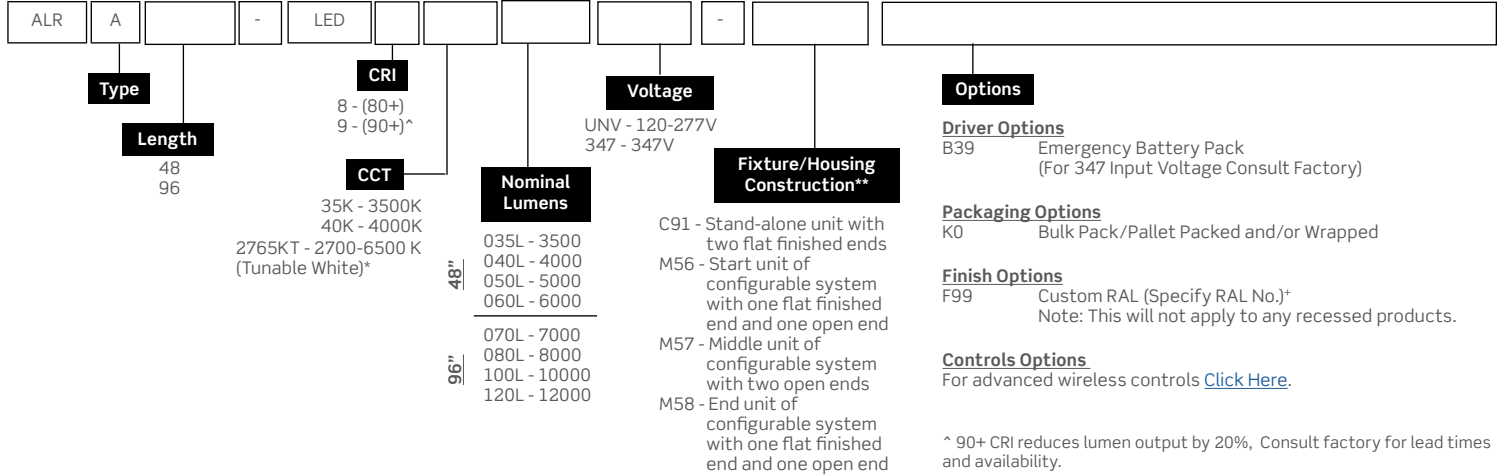 ALR A - LED -
Type
Length
48
96
CRI
8 - (80+)
9 - (90+)^
CCT
35K - 3500K
40K - 4000K
2765KT - 2700-6500 K
(Tunable White)*
Nominal
Lumens
48"
035L - 3500
040L - 4000
050L - 5000
060L - 6000
96"
070L - 7000
080L - 8000
100L - 10000
120L - 12000
Voltage
UNV - 120-277V
347 - 347V
Fixture/Housing
Construction**
C91 - Stand-alone unit with
two flat finished ends
M56 - Start unit of
configurable system
with one flat finished
end and one open end
M57 - Middle unit of
configurable system
with two open ends
M58 - End unit of
configurable system
with one flat finished
end and one open end
Options
Driver Options
B39 Emergency Battery Pack
(For 347 Input Voltage Consult Factory)
Packaging Options
K0 Bulk Pack/Pallet Packed and/or Wrapped
Finish Options
F99 Custom RAL (Specify RAL No.)+
Note: This will not apply to any recessed products.
Controls Options
For advanced wireless controls Click Here.
^ 90+ CRI reduces lumen output by 20%, Consult factory for lead times
and availability.